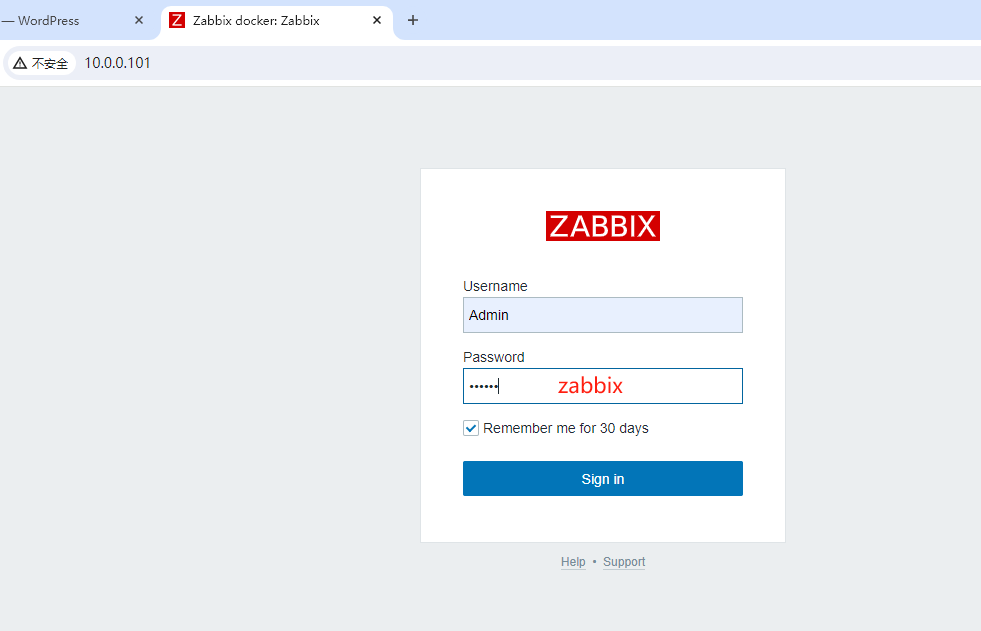 — WordPress
Zabbix docker: Zabbix
不安全 10.0.0.101
ZABBIX
Username
Admin
Password
•••••• zabbix
Remember me for 30 days
Sign in
Help • Support